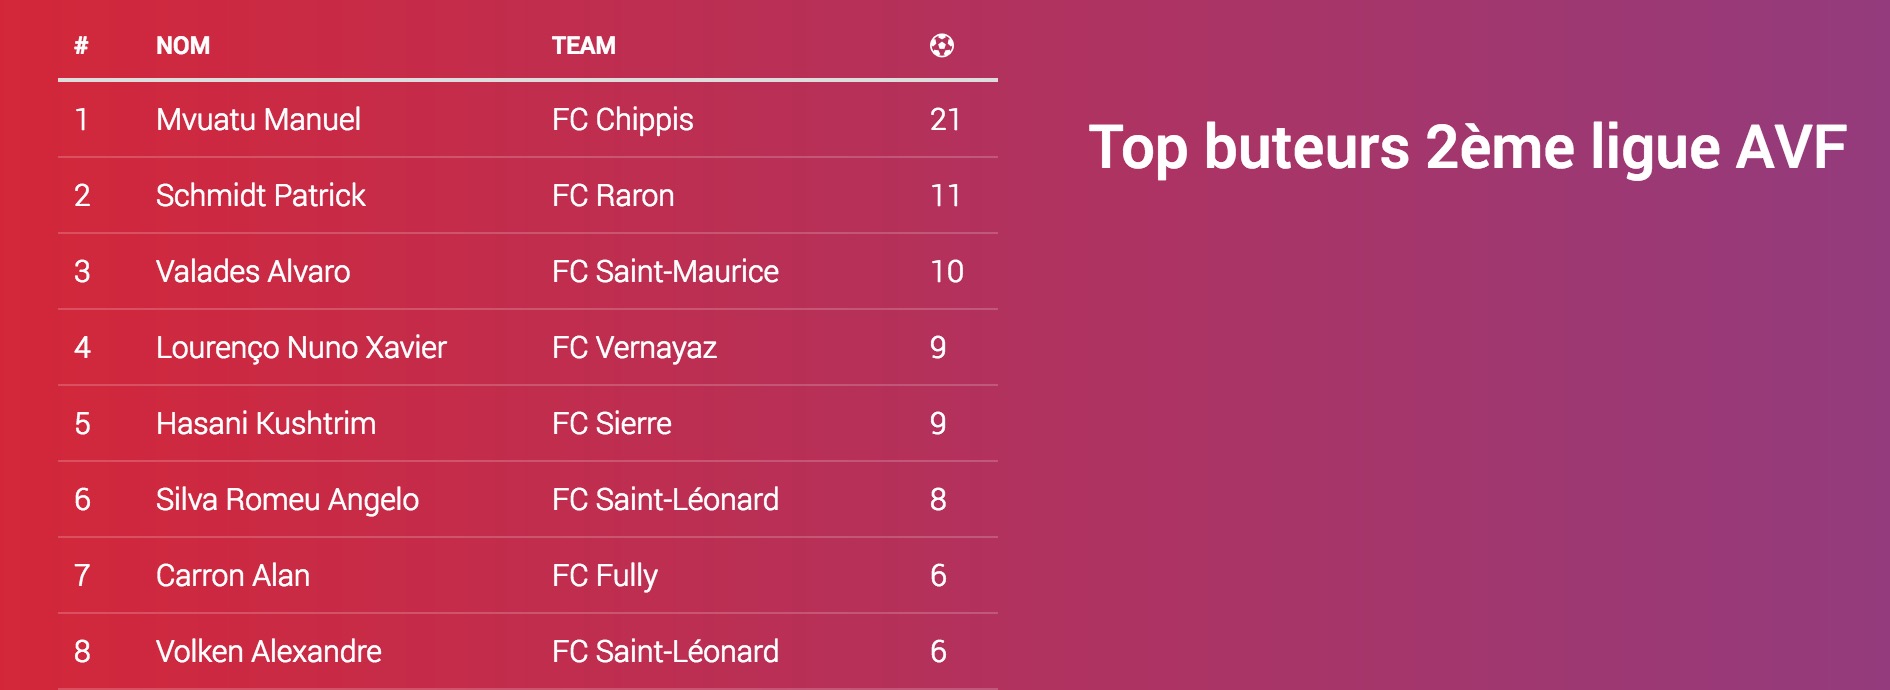 # NOM TEAM
1 Mvuatu Manuel FC Chippis 21
2 Schmidt Patrick FC Raron 11
3 Valades Alvaro FC Saint-Maurice 10
4 Lourenço Nuno Xavier FC Vernayaz 9
5 Hasani Kushtrim FC Sierre 9
6 Silva Romeu Angelo FC Saint-Léonard 8
7 Carron Alan FC Fully 6
8 Volken Alexandre FC Saint-Léonard 6
Top buteurs 2ème ligue AVF